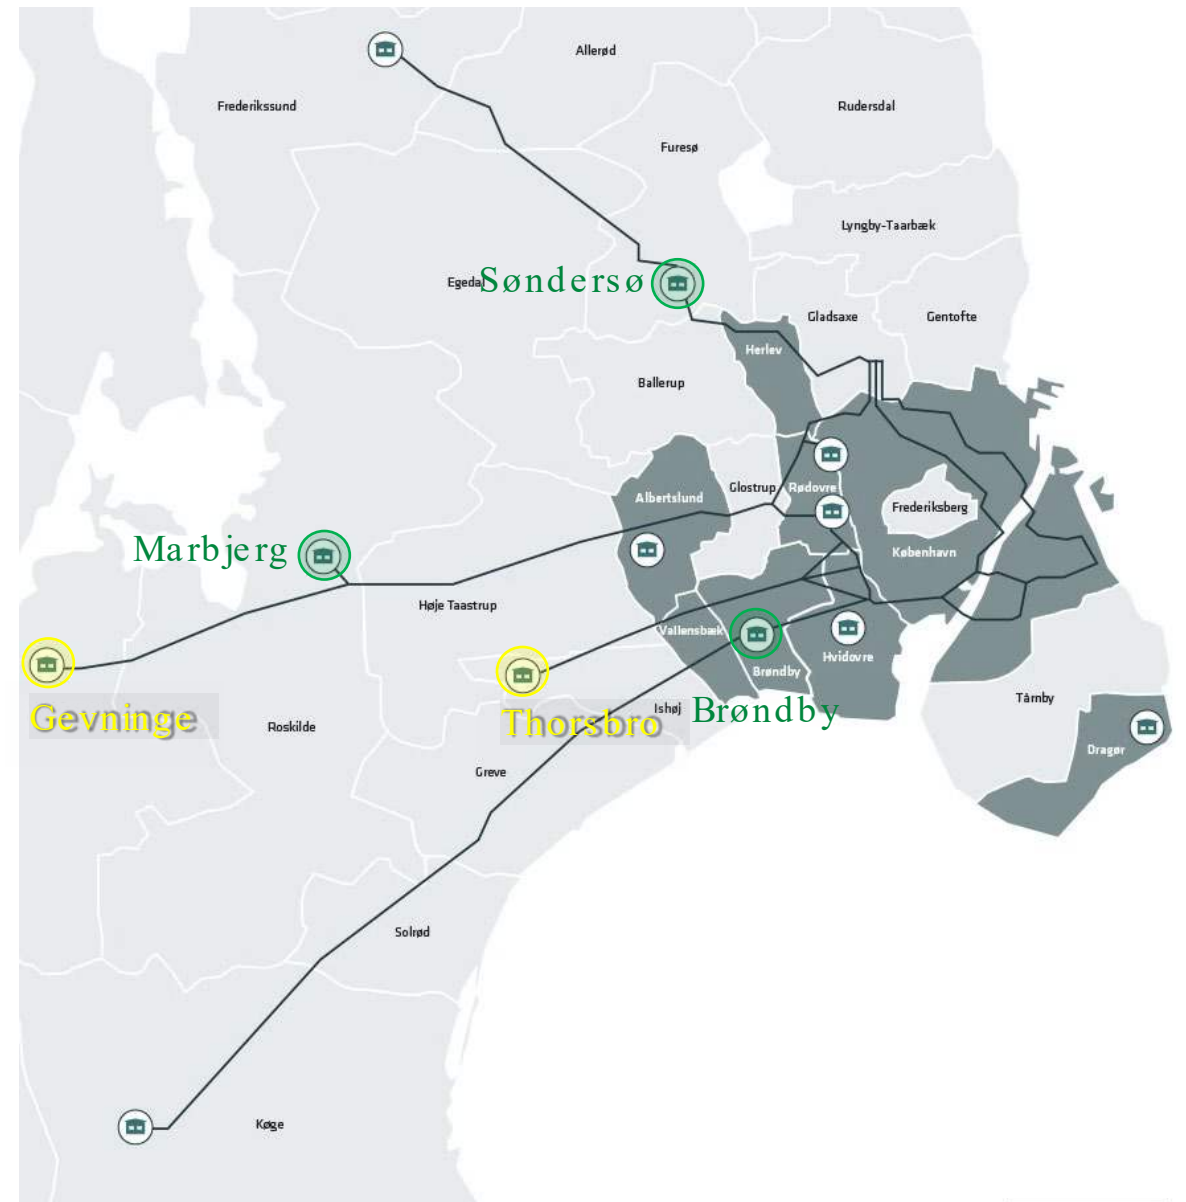 Allerød
Frederikssund
Rudersdal
Furesø
Lyngby-Taarbæk
Egedal
Søndersø
Gladsaxe
Gentofte
Herlev
Ballerup
Albertslund
Glostrup
Rødovre
Frederiksberg
Marbjerg
København
Høje Taastrup
Vallensbæk
Hvidovre
Brøndby
Gevninge
Thorsbro
Ishøj
Brøndby
Tårnby
Roskilde
Dragør
Greve
Solrød
Køge